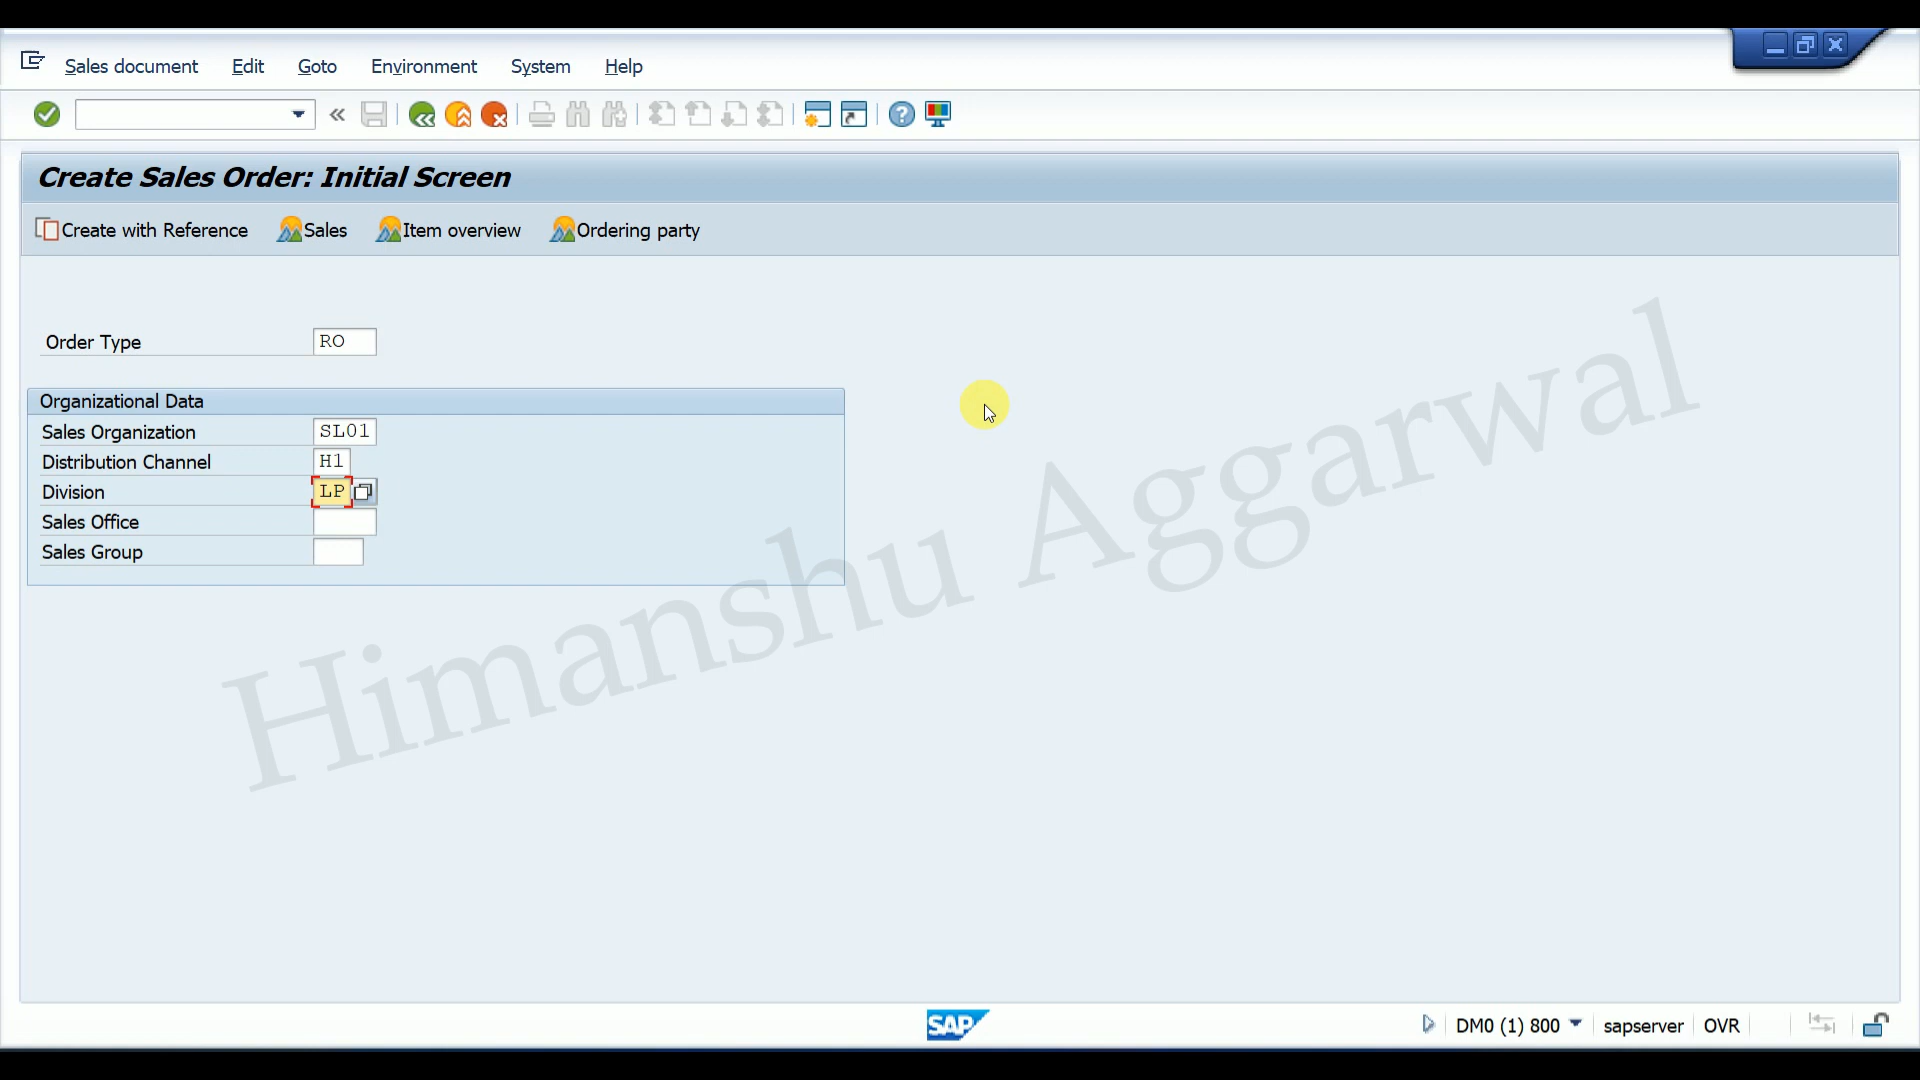 Sales document Edit Goto Environment System Help
Create Sales Order: Initial Screen
Create with Reference Sales Item overview Ordering party
Order Type RO
Organizational Data
Sales Organization SL01
Distribution Channel H1
Division LP
Sales Office
Sales Group
Himanshu Aggarwal
SAP DM0 (1) 800 sapserver OVR